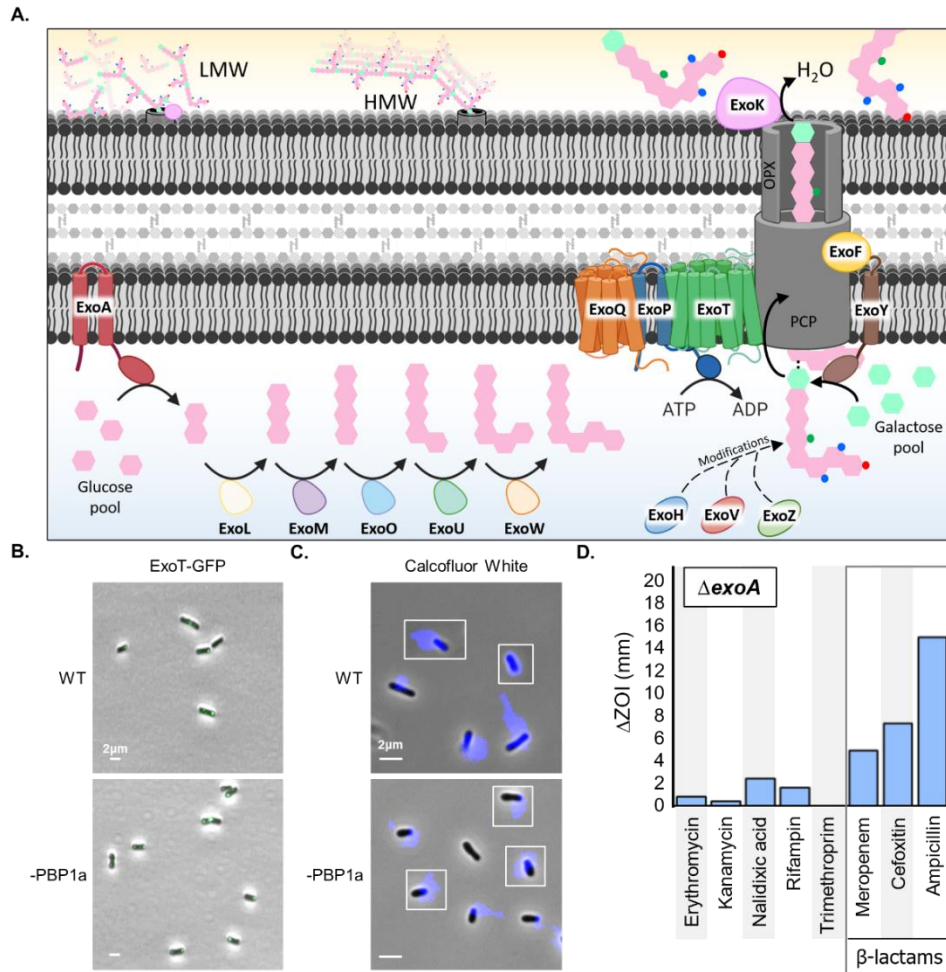 A.
LMW
HMW
ExoK
H₂O
OPX
ExoF
ExoA
ExoQ
ExoP
ExoT
PCP
ExoY
ATP
ADP
Glucose
pool
Galactose
pool
Modifications
ExoL
ExoM
ExoO
ExoU
ExoW
ExoH
ExoV
ExoZ
B.
ExoT-GFP
WT
2μm
-PBP1a
C.
Calcofluor White
WT
2μm
-PBP1a
D.
ΔexoA
ΔZOI (mm)
20
18
16
14
12
10
8
6
4
2
0
Erythromycin
Kanamycin
Nalidixic acid
Rifampin
Trimethroprim
Meropenem
Cefoxitin
Ampicillin
β-lactams